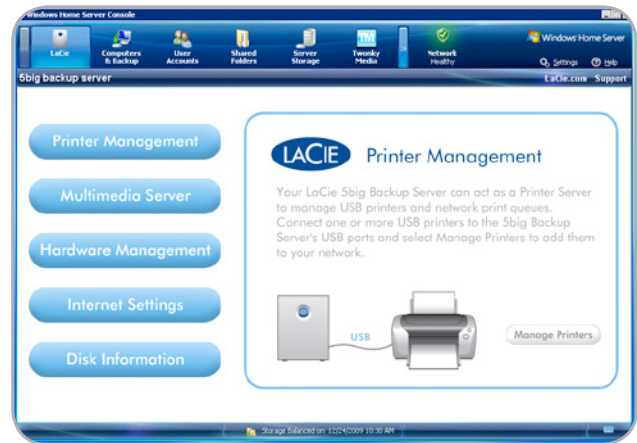 Windows Home Server Console
LaCie
Computers & Backup
User Accounts
Shared Folders
Server Storage
Twonky Media
Network Healthy
Windows Home Server
Settings
Help
5big backup server
LaCie.com Support
Printer Management
Multimedia Server
Hardware Management
Internet Settings
Disk Information
LACIE Printer Management
Your LaCie 5big Backup Server can act as a Printer Server
to manage USB printers and network print queues.
Connect one or more USB printers to the 5big Backup
Server's USB ports and select Manage Printers to add them
to your network.
USB
Manage Printers
Storage Balanced on: 12/24/2009 10:30 AM